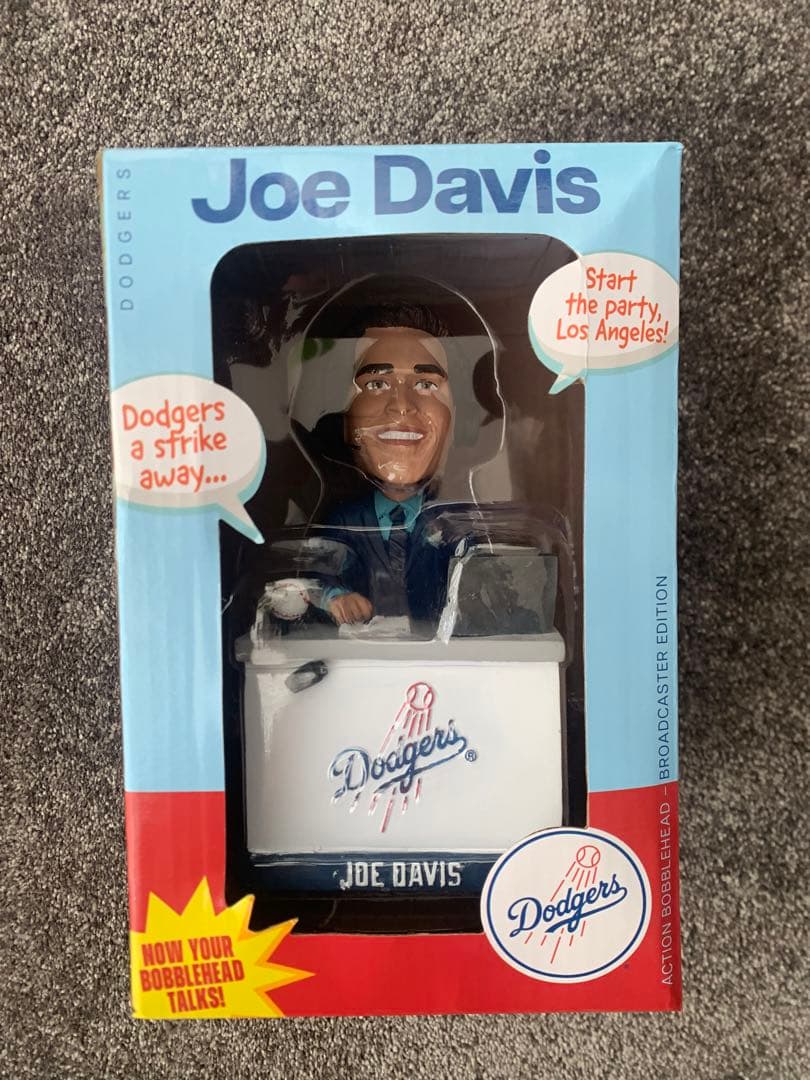 DODGERS
Joe Davis
Start
the party,
Los Angeles!
Dodgers
a strike
away...
Dodgers®
JOE DAVIS
Dodgers
NOW YOUR
BOBBLEHEAD
TALKS!
ACTION BOBBLEHEAD – BROADCASTER EDITION